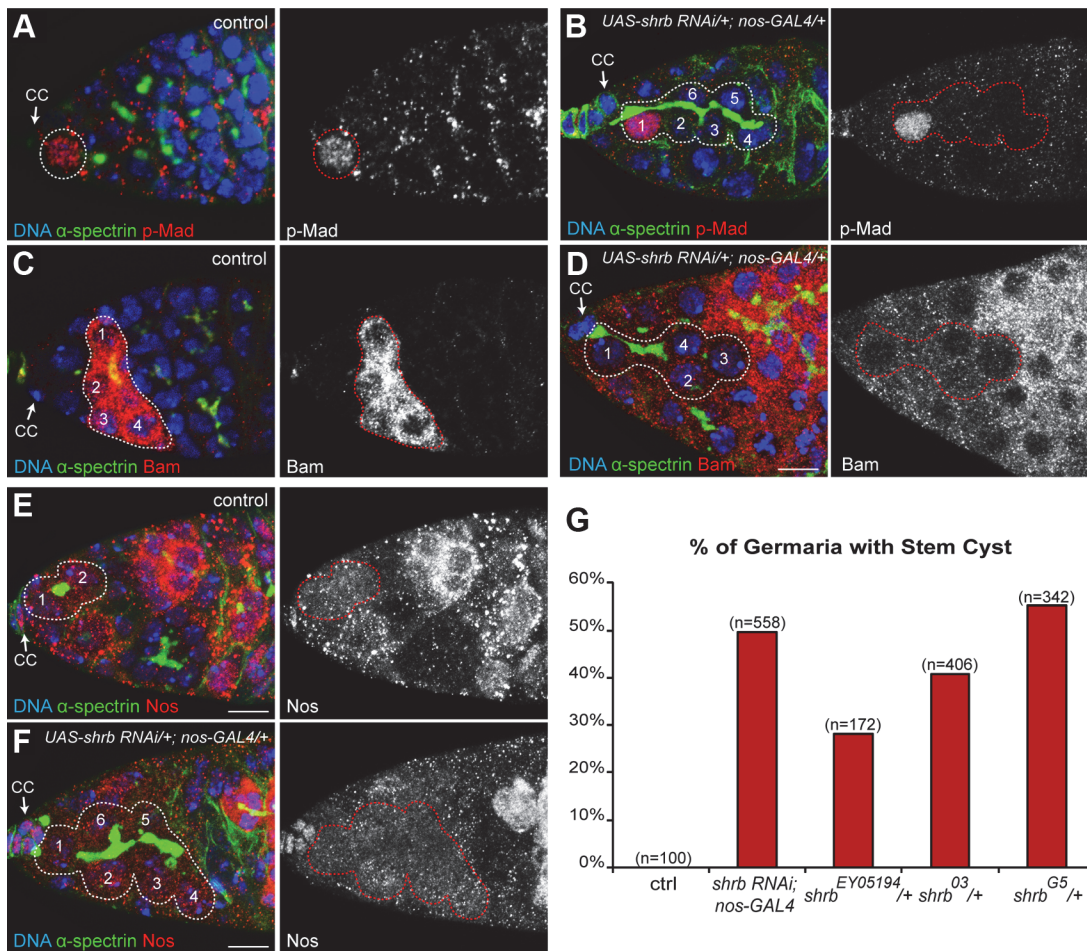 A
control
CC
DNA α-spectrin p-Mad
p-Mad
B
UAS-shrb RNAi/+; nos-GAL4/+
CC
6
5
1
2
3
4
DNA α-spectrin p-Mad
p-Mad
C
control
1
2
3
4
CC
DNA α-spectrin Bam
Bam
D
UAS-shrb RNAi/+; nos-GAL4/+
CC
1
4
3
2
DNA α-spectrin Bam
Bam
E
control
2
1
CC
DNA α-spectrin Nos
Nos
F
UAS-shrb RNAi/+; nos-GAL4/+
CC
6
5
1
2
3
4
DNA α-spectrin Nos
Nos
G
% of Germaria with Stem Cyst
60%
50%
40%
30%
20%
10%
0%
(n=100)
(n=558)
(n=172)
(n=406)
(n=342)
ctrl
shrb RNAi;
nos-GAL4
shrb EY05194/+
shrb 03/+
shrb G5/+